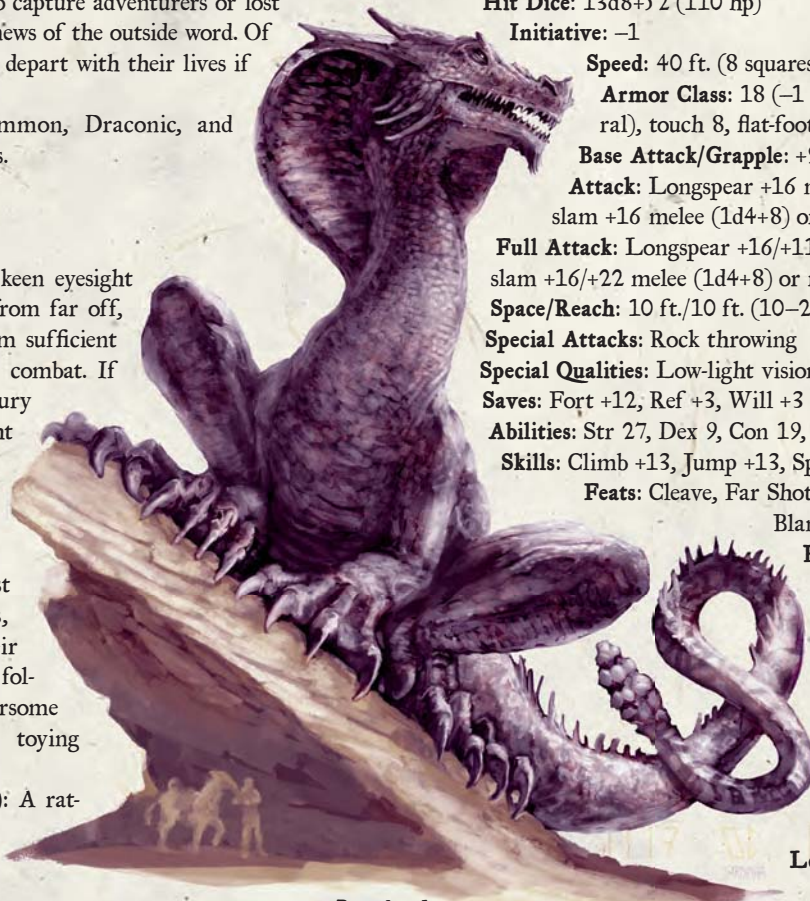 capture adventurers or lost
news of the outside word. Of
depart with their lives if
mmon, Draconic, and
s.
keen eyesight
from far off,
m sufficient
combat. If
ury
nt
st
s,
ir
fol-
rsome
toying
): A rat-
Hit Dice: 13d8+52 (110 hp)
Initiative: –1
Speed: 40 ft. (8 squares
Armor Class: 18 (–1
ral), touch 8, flat-foot
Base Attack/Grapple: +9
Attack: Longspear +16 m
slam +16 melee (1d4+8) or
Full Attack: Longspear +16/+11
slam +16/+22 melee (1d4+8) or
Space/Reach: 10 ft./10 ft. (10–2
Special Attacks: Rock throwing
Special Qualities: Low-light vision
Saves: Fort +12, Ref +3, Will +3
Abilities: Str 27, Dex 9, Con 19,
Skills: Climb +13, Jump +13, Sp
Feats: Cleave, Far Shot
Blan